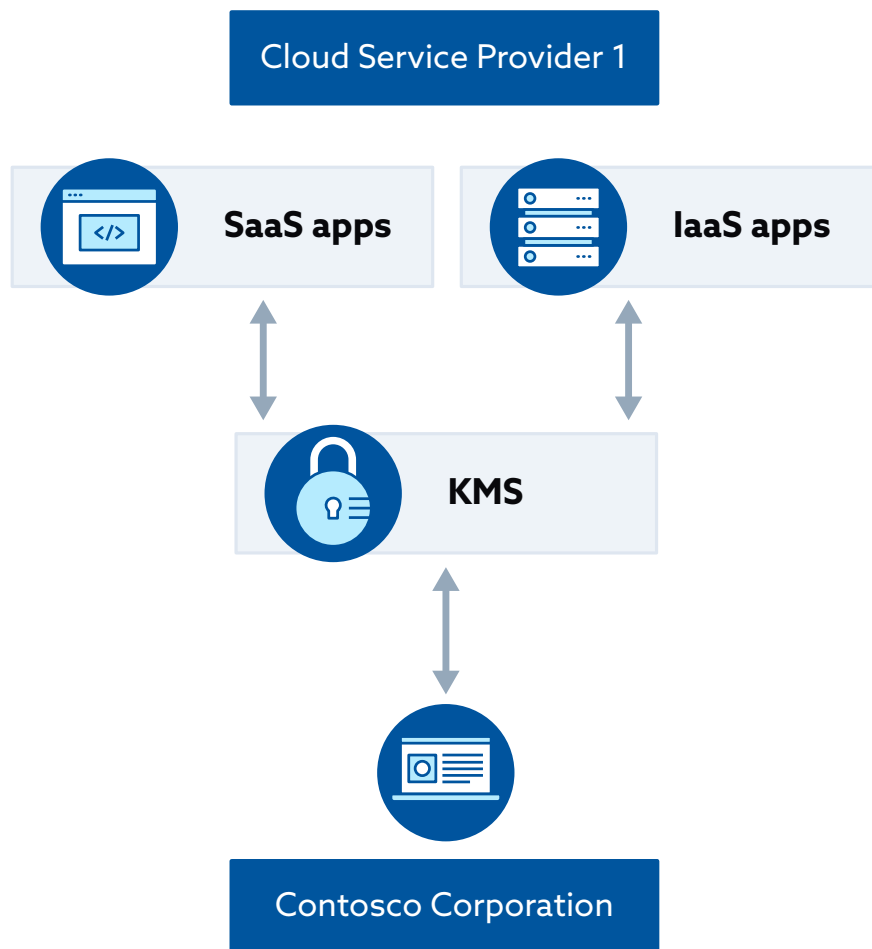 Cloud Service Provider 1
SaaS apps
IaaS apps
</>
KMS
Contosco Corporation